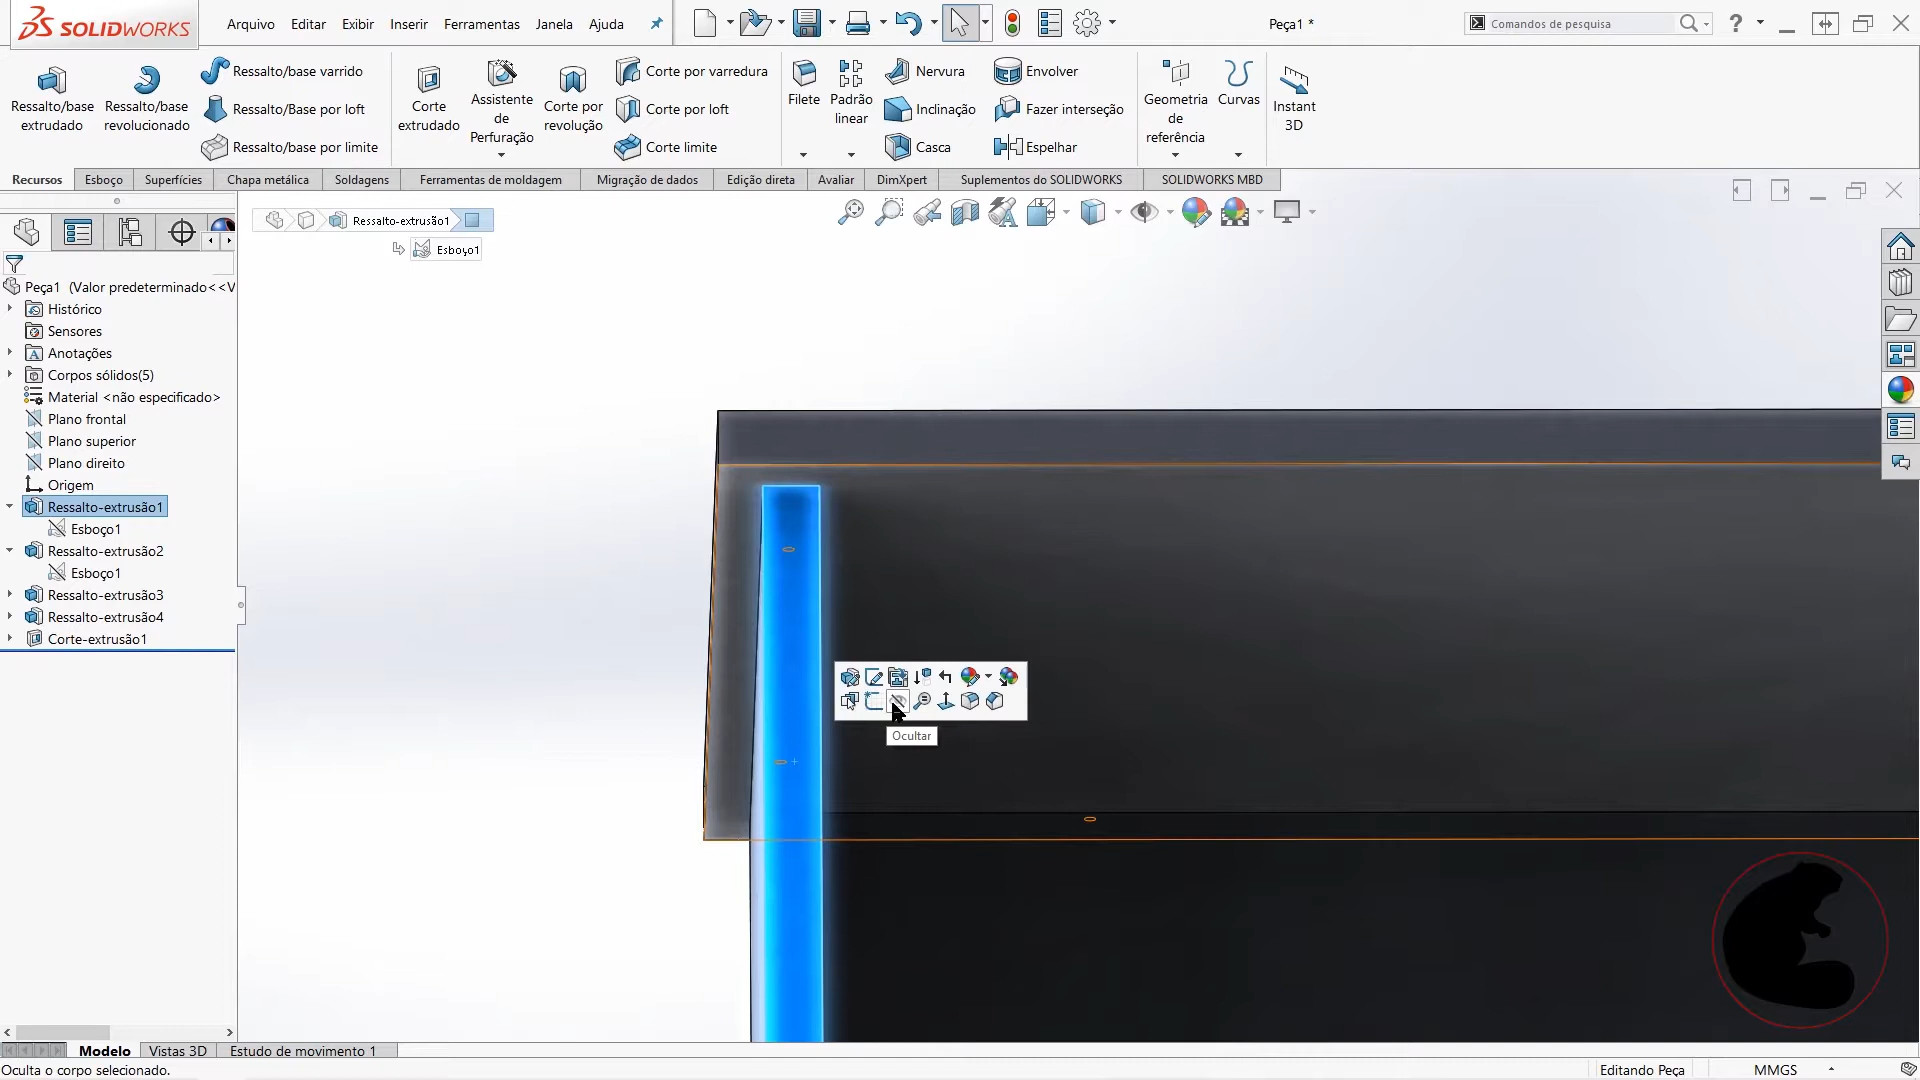 SOLIDWORKS
Arquivo Editar Exibir Inserir Ferramentas Janela Ajuda
Peça1 *
Comandos de pesquisa
Ressalto/base extrudado
Ressalto/base revolucionado
Ressalto/base varrido
Ressalto/Base por loft
Ressalto/base por limite
Corte extrudado
Assistente de Perfuração
Corte por revolução
Corte por varredura
Corte por loft
Corte limite
Filete
Padrão linear
Nervura
Inclinação
Casca
Envolver
Fazer interseção
Espelhar
Geometria de referência
Curvas
Instant 3D
Recursos Esboço Superfícies Chapa metálica Soldagens Ferramentas de moldagem Migração de dados Edição direta Avaliar DimXpert Suplementos do SOLIDWORKS SOLIDWORKS MBD
Ressalto-extrusão1
Esboço1
Peça1 (Valor predeterminado<<V
Histórico
Sensores
Anotações
Corpos sólidos(5)
Material <não especificado>
Plano frontal
Plano superior
Plano direito
Origem
Ressalto-extrusão1
Esboço1
Ressalto-extrusão2
Esboço1
Ressalto-extrusão3
Ressalto-extrusão4
Corte-extrusão1
Ocultar
Modelo Vistas 3D Estudo de movimento 1
Oculta o corpo selecionado.
Editando Peça
MMGS